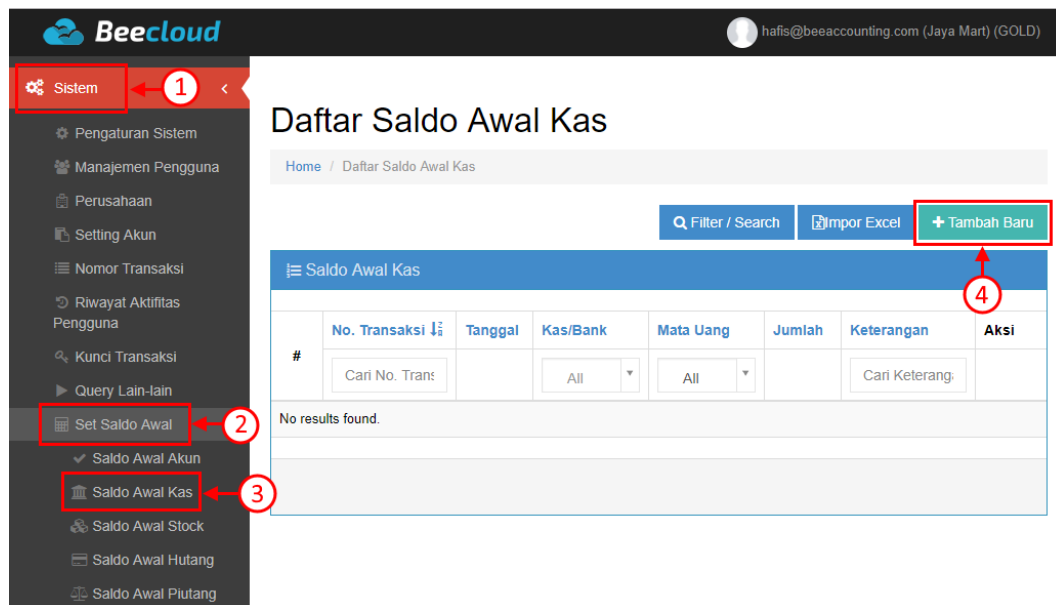 Beecloud
hafis@beeaccounting.com (Jaya Mart) (GOLD)
Sistem
1
Pengaturan Sistem
Manajemen Pengguna
Perusahaan
Setting Akun
Nomor Transaksi
Riwayat Aktifitas
Pengguna
Kunci Transaksi
Query Lain-lain
Set Saldo Awal
2
Saldo Awal Akun
Saldo Awal Kas
3
Saldo Awal Stock
Saldo Awal Hutang
Saldo Awal Piutang
Daftar Saldo Awal Kas
Home / Daftar Saldo Awal Kas
Filter / Search Impor Excel + Tambah Baru
4
Saldo Awal Kas
# No. Transaksi Tanggal Kas/Bank Mata Uang Jumlah Keterangan Aksi
Cari No. Trans All All Cari Keterang
No results found.